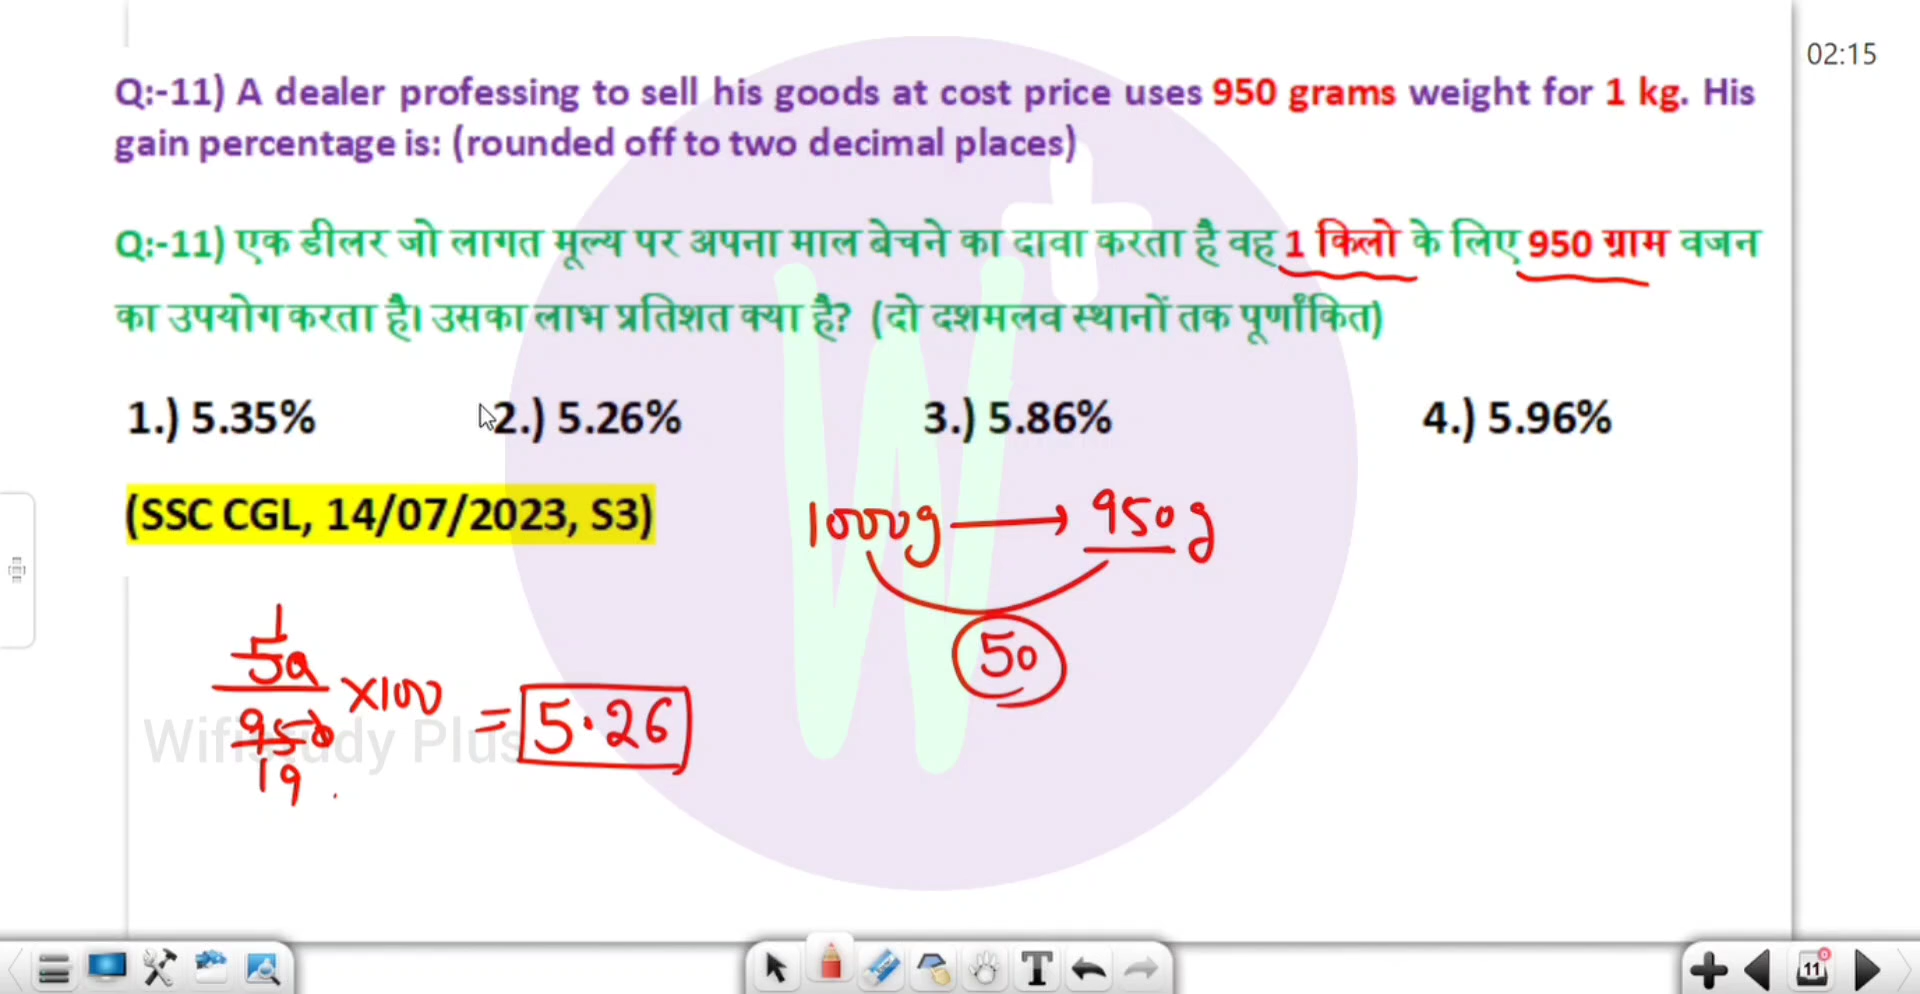 02:15
Q:-11) A dealer professing to sell his goods at cost price uses 950 grams weight for 1 kg. His
gain percentage is: (rounded off to two decimal places)
Q:-11) एक डीलर जो लागत मूल्य पर अपना माल बेचने का दावा करता है वह 1 किलो के लिए 950 ग्राम वजन
का उपयोग करता है। उसका लाभ प्रतिशत क्या है? (दो दशमलव स्थानों तक पूर्णांकित)
1.) 5.35% 2.) 5.26% 3.) 5.86% 4.) 5.96%
(SSC CGL, 14/07/2023, S3)
1000g → 950g
50
1
50
950 ×100 = 5.26
19
Wifistudy Plus
T
11
0